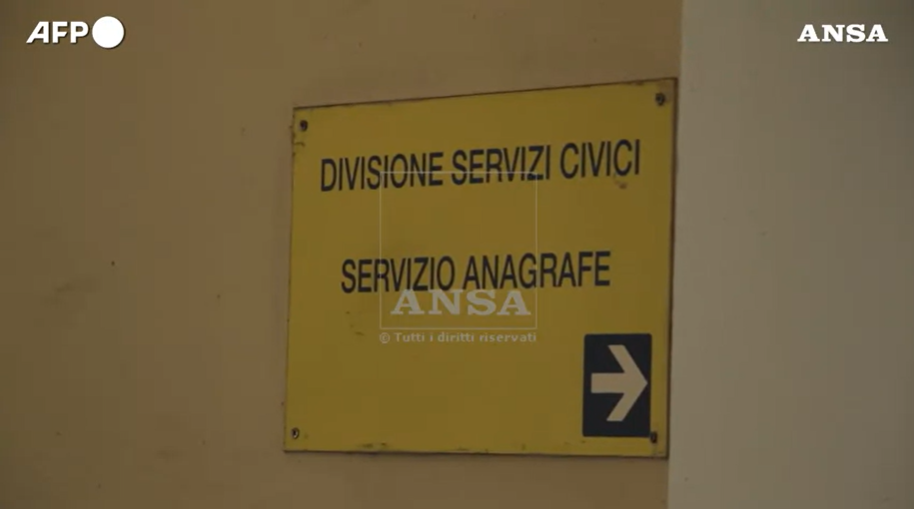 AFP
ANSA
DIVISIONE SERVIZI CIVICI
SERVIZIO ANAGRAFE
ANSA
© Tutti i diritti riservati